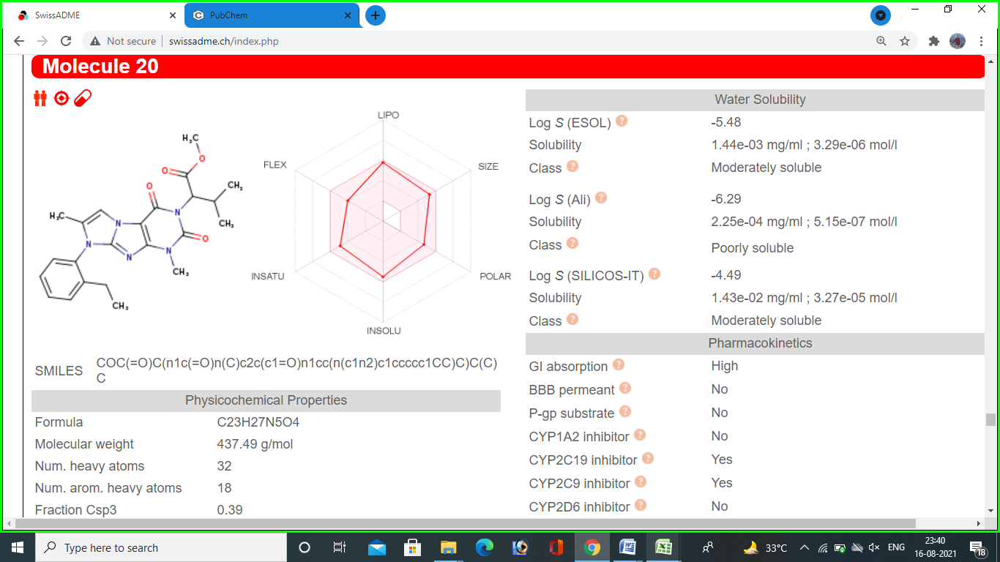 SwissADME
PubChem
Not secure | swissadme.ch/index.php
Molecule 20
H₃C
O
O
O
CH₃
N
CH₃
H₃C
N
O
N
N
N
CH₃
CH₃
LIPO
FLEX
SIZE
INSATU
POLAR
INSOLU
SMILES COC(=O)C(n1c(=O)n(C)c2c(c1=O)n1cc(n(c1n2)c1ccccc1CC)C)C(C)
C
Physicochemical Properties
Formula C23H27N5O4
Molecular weight 437.49 g/mol
Num. heavy atoms 32
Num. arom. heavy atoms 18
Fraction Csp3 0.39
Water Solubility
Log S (ESOL) ? -5.48
Solubility 1.44e-03 mg/ml ; 3.29e-06 mol/l
Class ? Moderately soluble
Log S (Ali) ? -6.29
Solubility 2.25e-04 mg/ml ; 5.15e-07 mol/l
Class ? Poorly soluble
Log S (SILICOS-IT) ? -4.49
Solubility 1.43e-02 mg/ml ; 3.27e-05 mol/l
Class ? Moderately soluble
Pharmacokinetics
GI absorption ? High
BBB permeant ? No
P-gp substrate ? No
CYP1A2 inhibitor ? No
CYP2C19 inhibitor ? Yes
CYP2C9 inhibitor ? Yes
CYP2D6 inhibitor ? No
Type here to search
33°C
ENG
23:40
16-08-2021
18